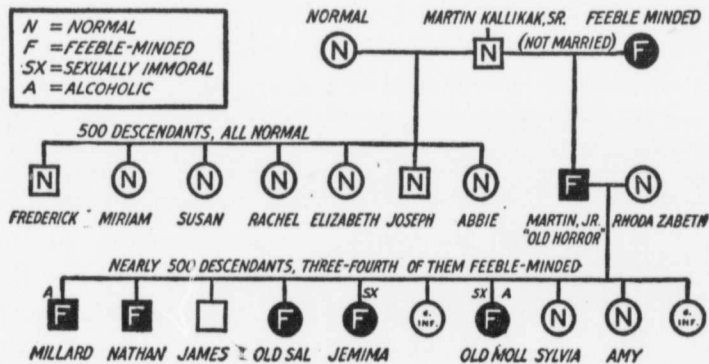 N = NORMAL
F = FEEBLE-MINDED
SX = SEXUALLY IMMORAL
A = ALCOHOLIC
NORMAL MARTIN KALLIKAK, SR. FEEBLE MINDED
(NOT MARRIED)
N N F
500 DESCENDANTS, ALL NORMAL
N N N N N N N F N
FREDERICK MIRIAM SUSAN RACHEL ELIZABETH JOSEPH ABBIE MARTIN, JR. RHODA ZABETH
"OLD HORROR"
NEARLY 500 DESCENDANTS, THREE-FOURTH OF THEM FEEBLE-MINDED
A SX SX A
F F F F d. INF. F N N d. INF.
MILLARD NATHAN JAMES OLD SAL JEMIMA OLD MOLL SYLVIA AMY